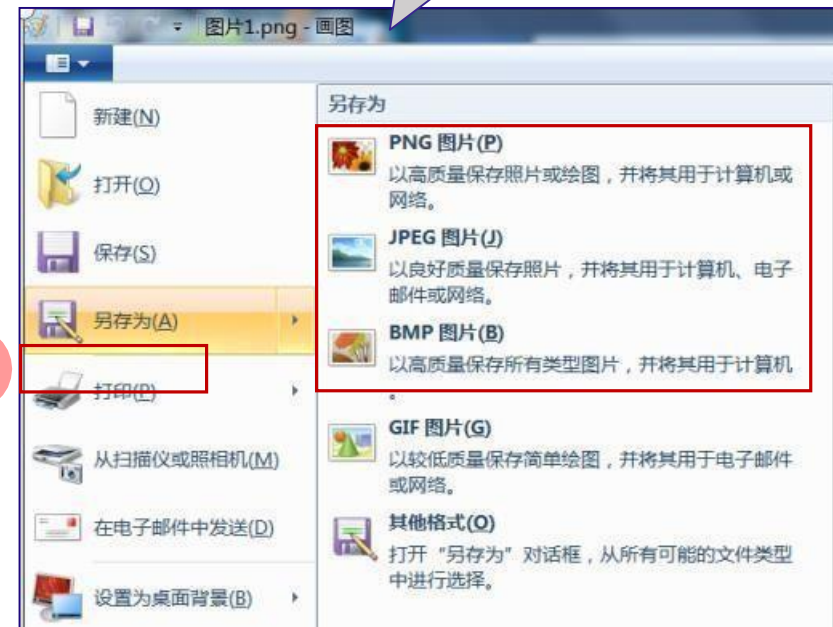 图片1.png - 画图
新建(N)
打开(O)
保存(S)
另存为(A)
打印(P)
从扫描仪或照相机(M)
在电子邮件中发送(D)
设置为桌面背景(B)
另存为
PNG 图片(P)
以高质量保存照片或绘图，并将其用于计算机或
网络。
JPEG 图片(J)
以良好质量保存照片，并将其用于计算机、电子
邮件或网络。
BMP 图片(B)
以高质量保存所有类型图片，并将其用于计算机
。
GIF 图片(G)
以较低质量保存简单绘图，并将其用于电子邮件
或网络。
其他格式(O)
打开“另存为”对话框，从所有可能的文件类型
中进行选择。